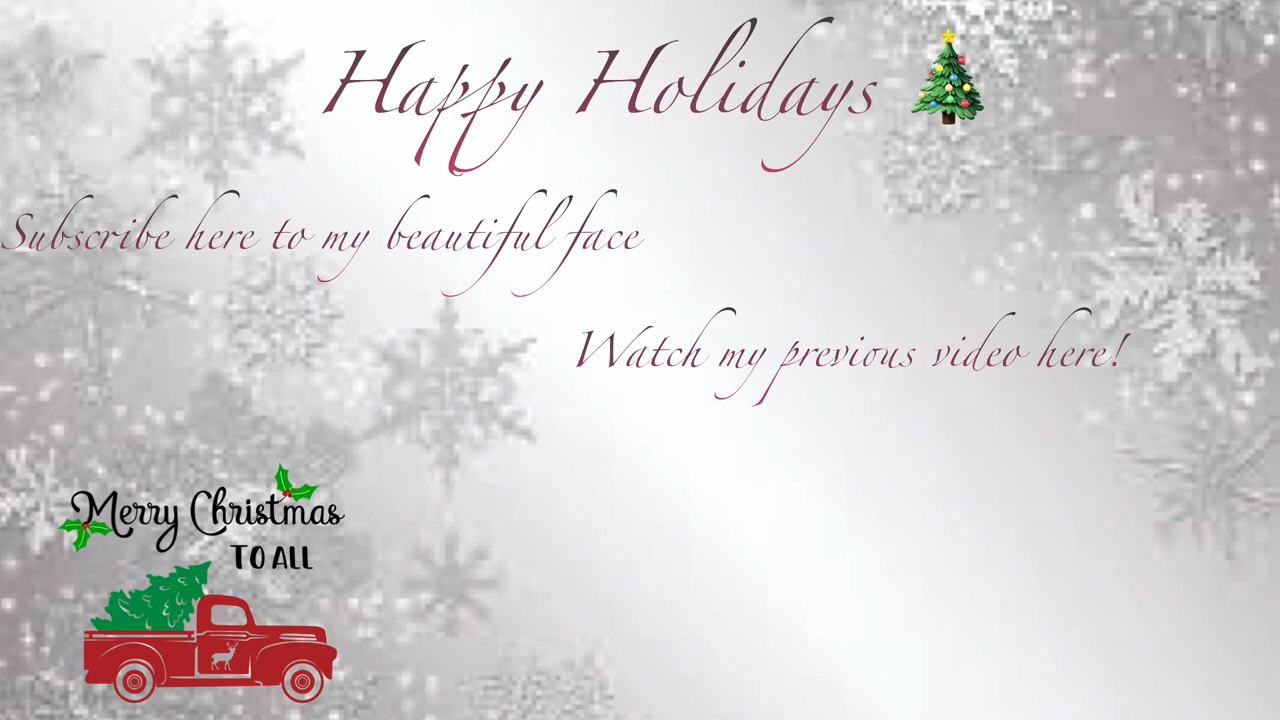 Happy Holidays 🎄
Subscribe here to my beautiful face
Watch my previous video here!
Merry Christmas
TO ALL